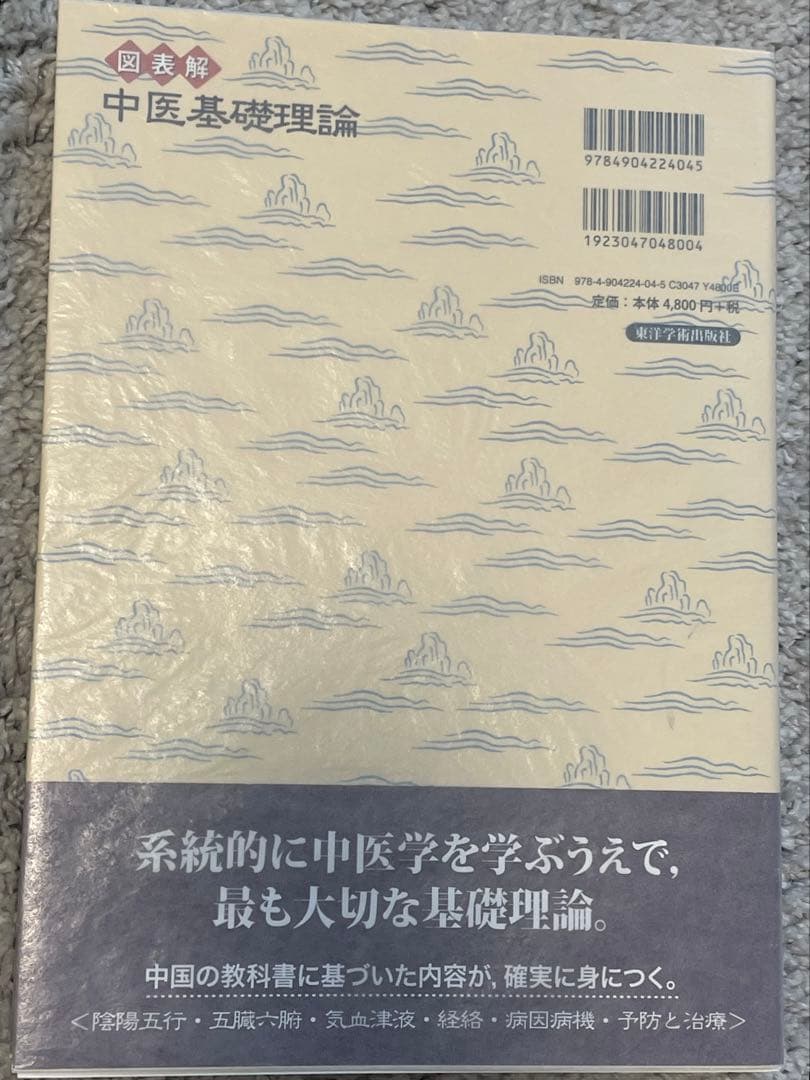 図表解
中医基礎理論
9784904224045
1923047048004
ISBN 978-4-904224-04-5 C3047 Y4800E
定価：本体4,800円+税
東洋学術出版社
系統的に中医学を学ぶうえで，
最も大切な基礎理論。
中国の教科書に基づいた内容が，確実に身につく。
＜陰陽五行・五臓六腑・気血津液・経絡・病因病機・予防と治療＞